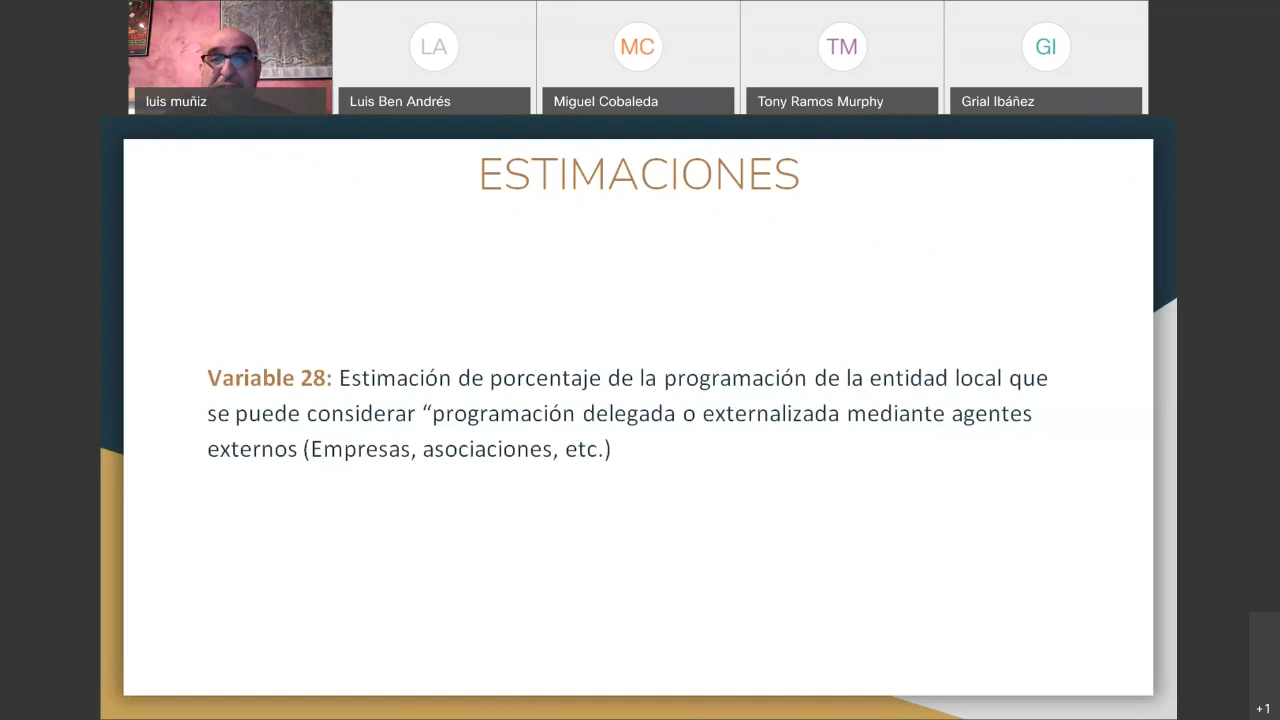 LA
MC
TM
GI
luis muñiz
Luis Ben Andrés
Miguel Cobaleda
Tony Ramos Murphy
Grial Ibáñez
ESTIMACIONES
Variable 28: Estimación de porcentaje de la programación de la entidad local que
se puede considerar “programación delegada o externalizada mediante agentes
externos (Empresas, asociaciones, etc.)
+1